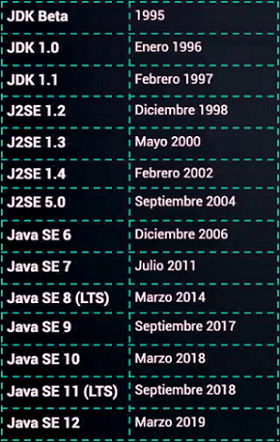 JDK Beta 1995
JDK 1.0 Enero 1996
JDK 1.1 Febrero 1997
J2SE 1.2 Diciembre 1998
J2SE 1.3 Mayo 2000
J2SE 1.4 Febrero 2002
J2SE 5.0 Septiembre 2004
Java SE 6 Diciembre 2006
Java SE 7 Julio 2011
Java SE 8 (LTS) Marzo 2014
Java SE 9 Septiembre 2017
Java SE 10 Marzo 2018
Java SE 11 (LTS) Septiembre 2018
Java SE 12 Marzo 2019